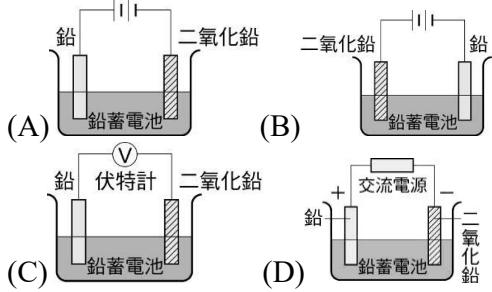 鉛 二氧化鉛
鉛蓄電池
(A)
二氧化鉛 鉛
鉛蓄電池
(B)
鉛 V 伏特計 二氧化鉛
鉛蓄電池
(C)
交流電源
+ −
鉛 二氧化鉛
鉛蓄電池
(D)